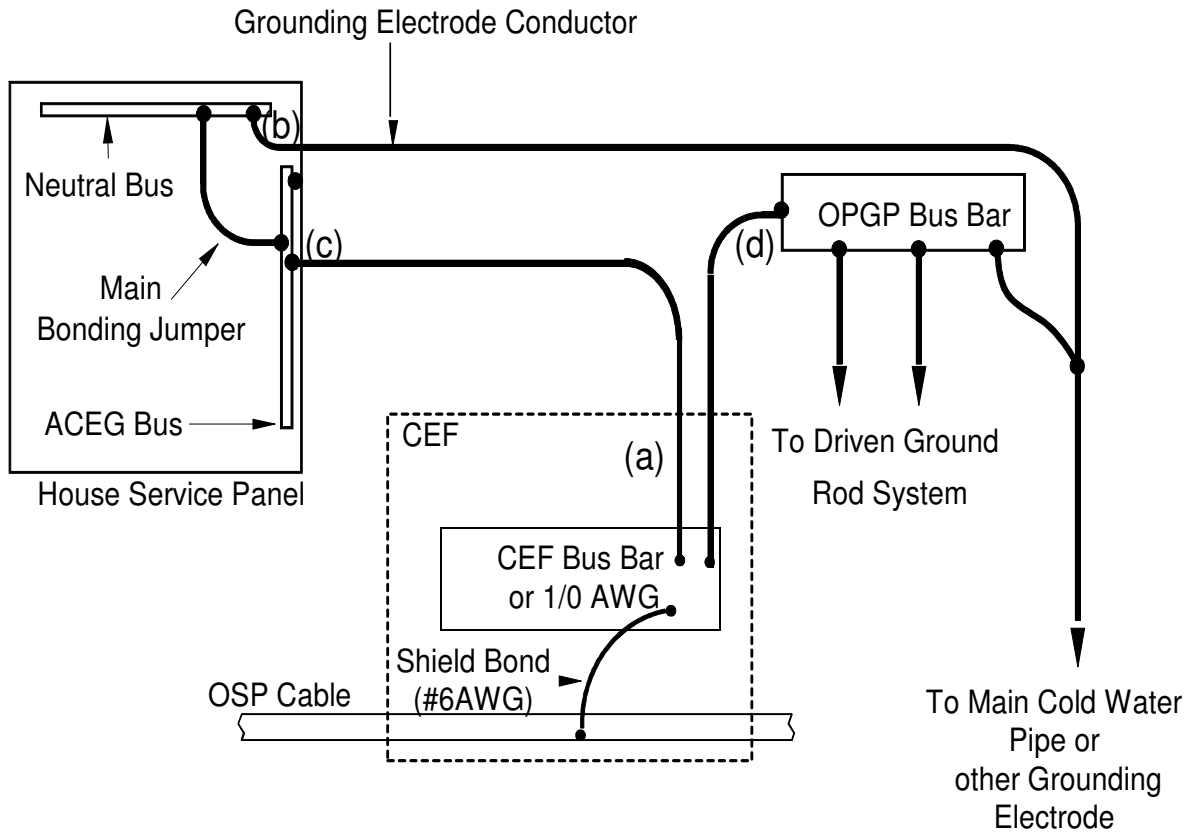 Grounding Electrode Conductor
(b)
Neutral Bus
OPGP Bus Bar
(c)
(d)
Main
Bonding Jumper
ACEG Bus
CEF
(a)
To Driven Ground
Rod System
House Service Panel
CEF Bus Bar
or 1/0 AWG
Shield Bond
(#6AWG)
OSP Cable
To Main Cold Water
Pipe or
other Grounding
Electrode